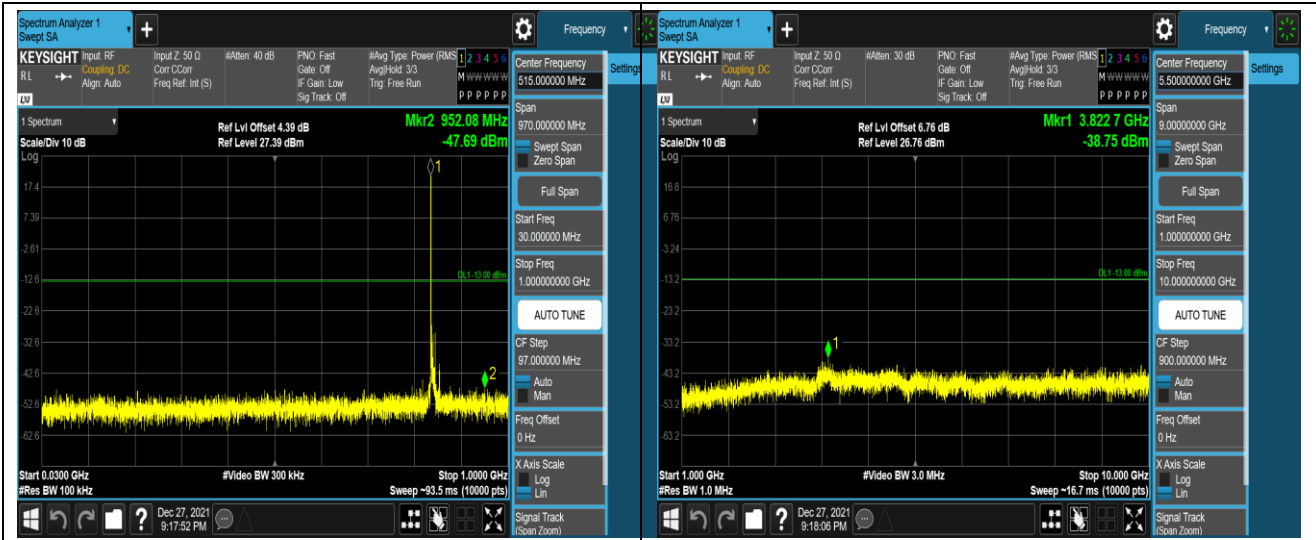 Spectrum Analyzer 1
Swept SA
+
Frequency
KEYSIGHT
Input: RF
Input Z: 50 Ω
#Atten: 40 dB
PNO: Fast
#Avg Type: Power (RMS
1 2 3 4 5 6
RL
Coupling: DC
Corr CCorr
Gate: Off
Avg|Hold: 3/3
M W W W W W
Align: Auto
Freq Ref: Int (S)
IF Gain: Low
Trig: Free Run
Sig Track: Off
P P P P P P
LXI
Center Frequency
515.000000 MHz
Settings
Span
970.000000 MHz
Swept Span
Zero Span
Full Span
Start Freq
30.000000 MHz
Stop Freq
1.000000000 GHz
AUTO TUNE
CF Step
97.000000 MHz
Auto
Man
Freq Offset
0 Hz
X Axis Scale
Log
Lin
Signal Track
(Span Zoom)
1 Spectrum
Ref Lvl Offset 4.39 dB
Mkr2 952.08 MHz
Scale/Div 10 dB
Ref Level 27.39 dBm
-47.69 dBm
Log
1
17.4
7.39
-2.61
DL1 -13.00 dBm
-12.6
-22.6
-32.6
-42.6
2
-52.6
-62.6
Start 0.0300 GHz
#Video BW 300 kHz
Stop 1.0000 GHz
#Res BW 100 kHz
Sweep ~93.5 ms (10000 pts)
?
Dec 27, 2021
9:17:52 PM
Spectrum Analyzer 1
Swept SA
+
Frequency
KEYSIGHT
Input: RF
Input Z: 50 Ω
#Atten: 30 dB
PNO: Fast
#Avg Type: Power (RMS
1 2 3 4 5 6
RL
Coupling: DC
Corr CCorr
Gate: Off
Avg|Hold: 3/3
M W W W W W
Align: Auto
Freq Ref: Int (S)
IF Gain: Low
Trig: Free Run
Sig Track: Off
P P P P P P
LXI
Center Frequency
5.500000000 GHz
Settings
Span
9.00000000 GHz
Swept Span
Zero Span
Full Span
Start Freq
1.000000000 GHz
Stop Freq
10.000000000 GHz
AUTO TUNE
CF Step
900.000000 MHz
Auto
Man
Freq Offset
0 Hz
X Axis Scale
Log
Lin
Signal Track
(Span Zoom)
1 Spectrum
Ref Lvl Offset 6.76 dB
Mkr1 3.822 7 GHz
Scale/Div 10 dB
Ref Level 26.76 dBm
-38.75 dBm
Log
16.8
6.76
-3.24
DL1 -13.00 dBm
-13.2
-23.2
-33.2
1
-43.2
-53.2
-63.2
Start 1.000 GHz
#Video BW 3.0 MHz
Stop 10.000 GHz
#Res BW 1.0 MHz
Sweep ~16.7 ms (10000 pts)
?
Dec 27, 2021
9:18:06 PM